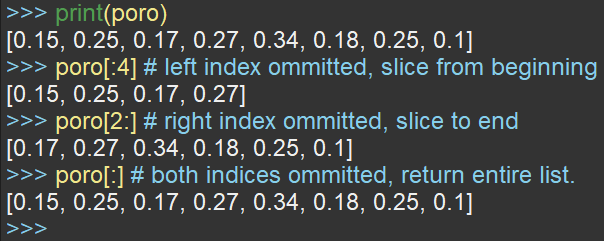 >>> print(poro)
[0.15, 0.25, 0.17, 0.27, 0.34, 0.18, 0.25, 0.1]
>>> poro[:4] # left index ommitted, slice from beginning
[0.15, 0.25, 0.17, 0.27]
>>> poro[2:] # right index ommitted, slice to end
[0.17, 0.27, 0.34, 0.18, 0.25, 0.1]
>>> poro[:] # both indices ommitted, return entire list.
[0.15, 0.25, 0.17, 0.27, 0.34, 0.18, 0.25, 0.1]
>>>